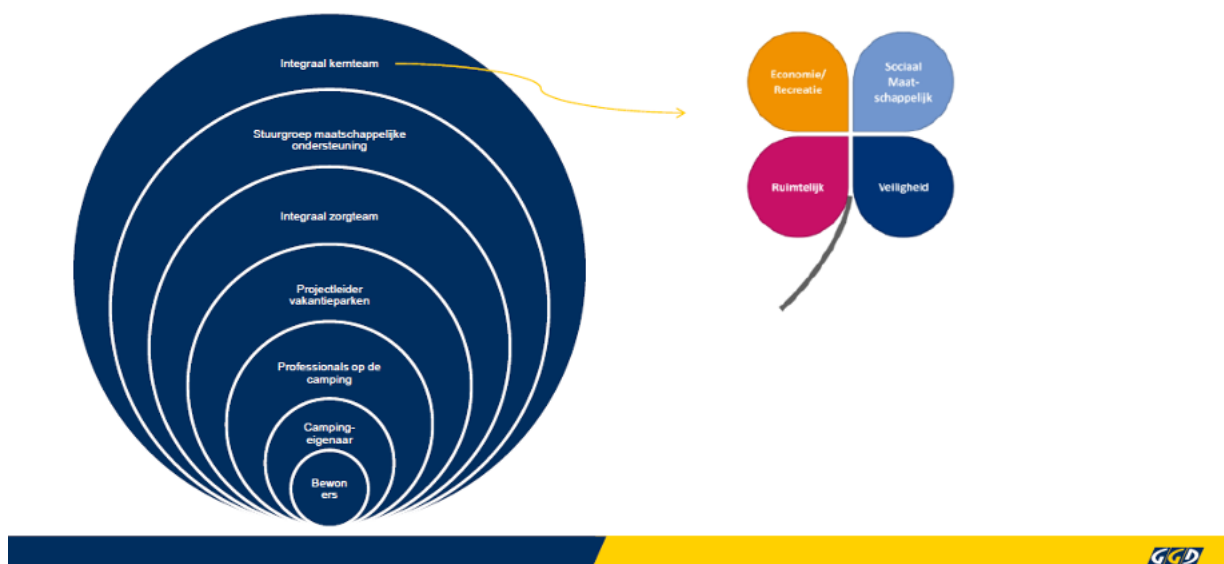 Integraal kernteam
Stuurgroep maatschappelijke
ondersteuning
Integraal zorgteam
Projectleider
vakantieparken
Professionals op de
camping
Camping-
eigenaar
Bewon
ers
Economie/
Recreatie
Sociaal
Maat-
schappelijk
Ruimtelijk
Veiligheid
GGD